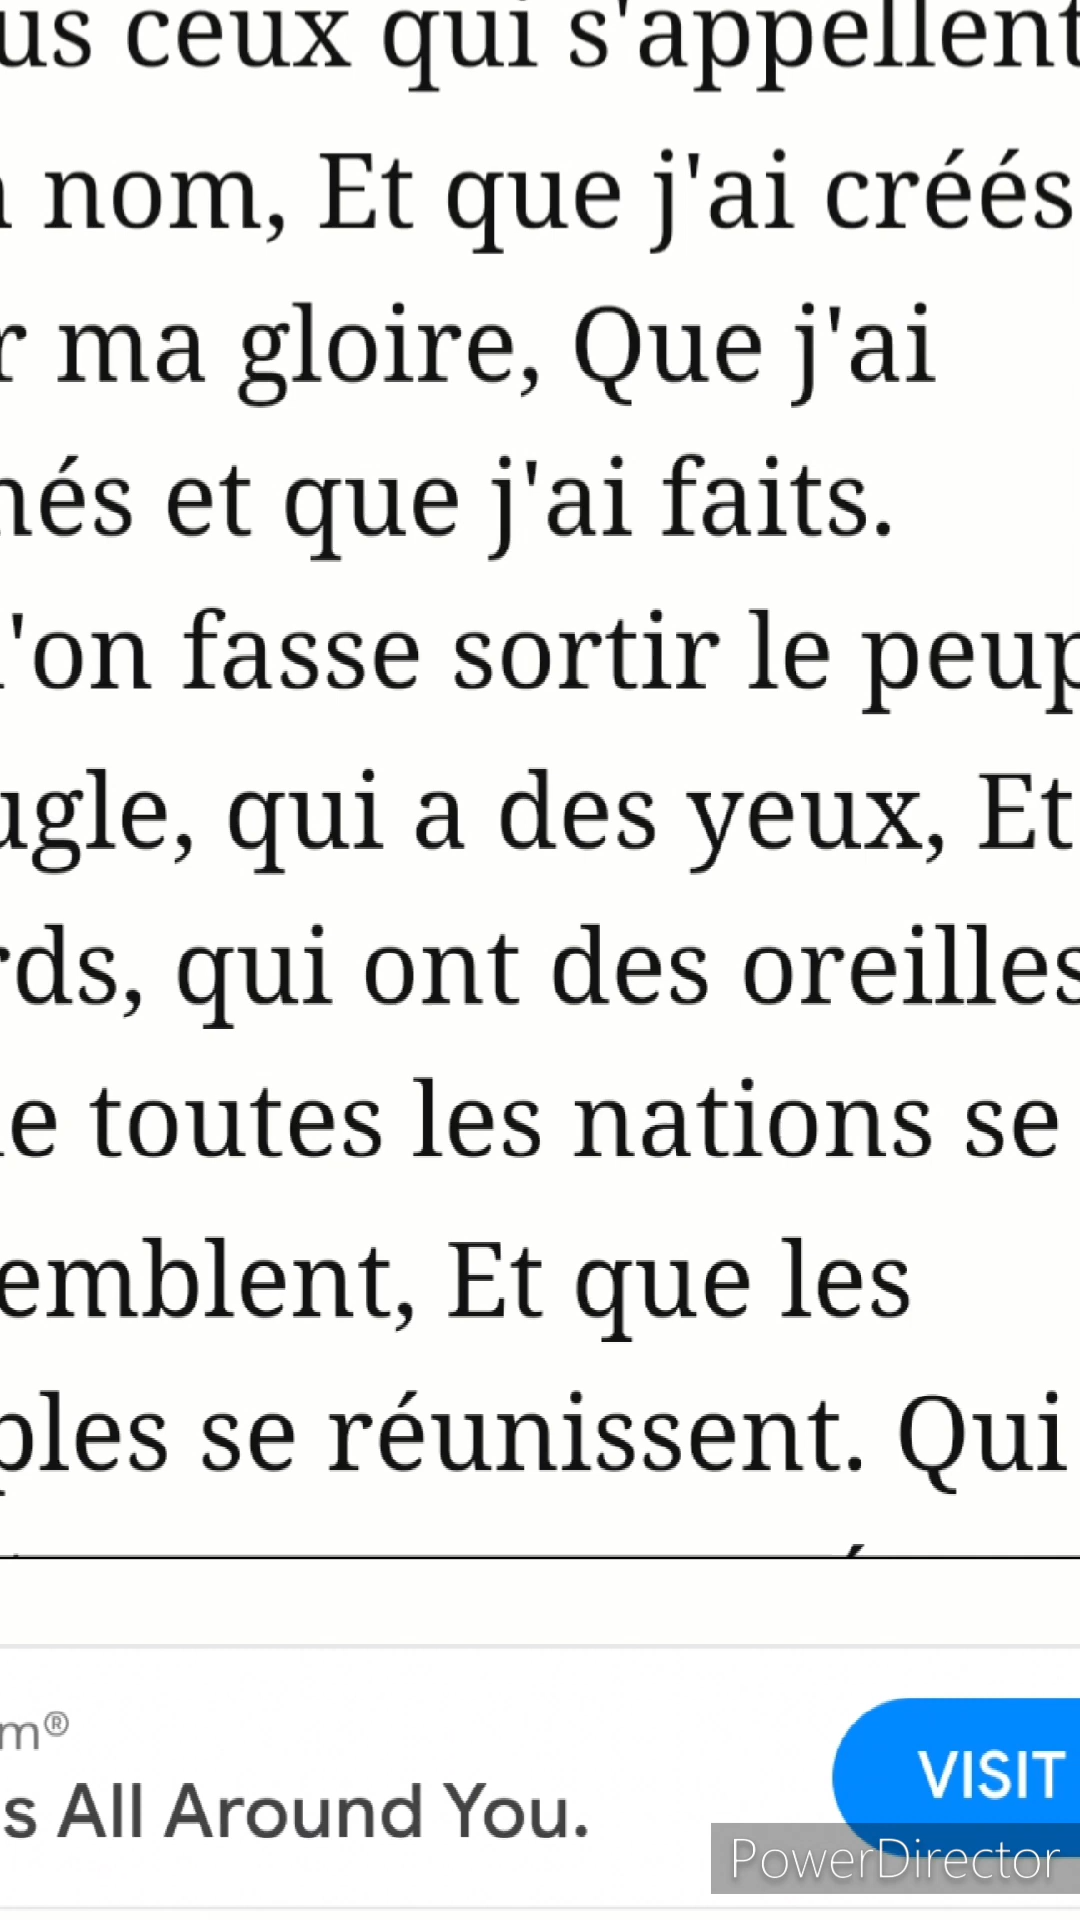 us ceux qui s'appellent
nom, Et que j'ai créés
r ma gloire, Que j'ai
és et que j'ai faits.
'on fasse sortir le peup
ugle, qui a des yeux, Et
rds, qui ont des oreilles
e toutes les nations se
emblent, Et que les
ples se réunissent. Qui
m®
s All Around You.
VISIT
PowerDirector